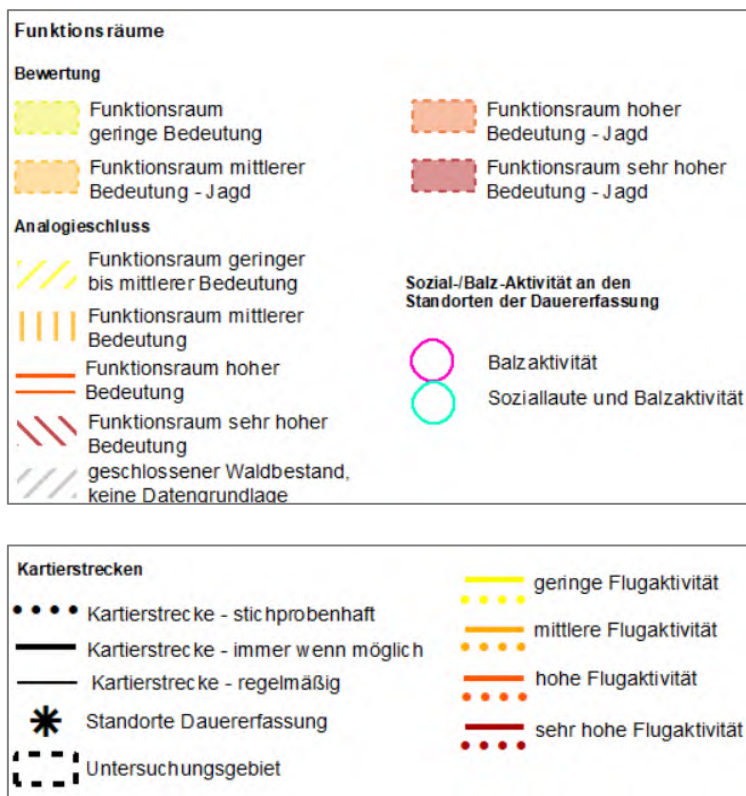 Funktionsräume
Bewertung
Funktionsraum
geringe Bedeutung
Funktionsraum mittlerer
Bedeutung - Jagd
Funktionsraum hoher
Bedeutung - Jagd
Funktionsraum sehr hoher
Bedeutung - Jagd
Analogieschluss
Funktionsraum geringer
bis mittlerer Bedeutung
Funktionsraum mittlerer
Bedeutung
Funktionsraum hoher
Bedeutung
Funktionsraum sehr hoher
Bedeutung
geschlossener Waldbestand,
keine Datengrundlage
Sozial-/Balz-Aktivität an den
Standorten der Dauererfassung
Balzaktivität
Soziallaute und Balzaktivität
Kartierstrecken
Kartierstrecke - stichprobenhaft
Kartierstrecke - immer wenn möglich
Kartierstrecke - regelmäßig
Standorte Dauererfassung
Untersuchungsgebiet
geringe Flugaktivität
mittlere Flugaktivität
hohe Flugaktivität
sehr hohe Flugaktivität